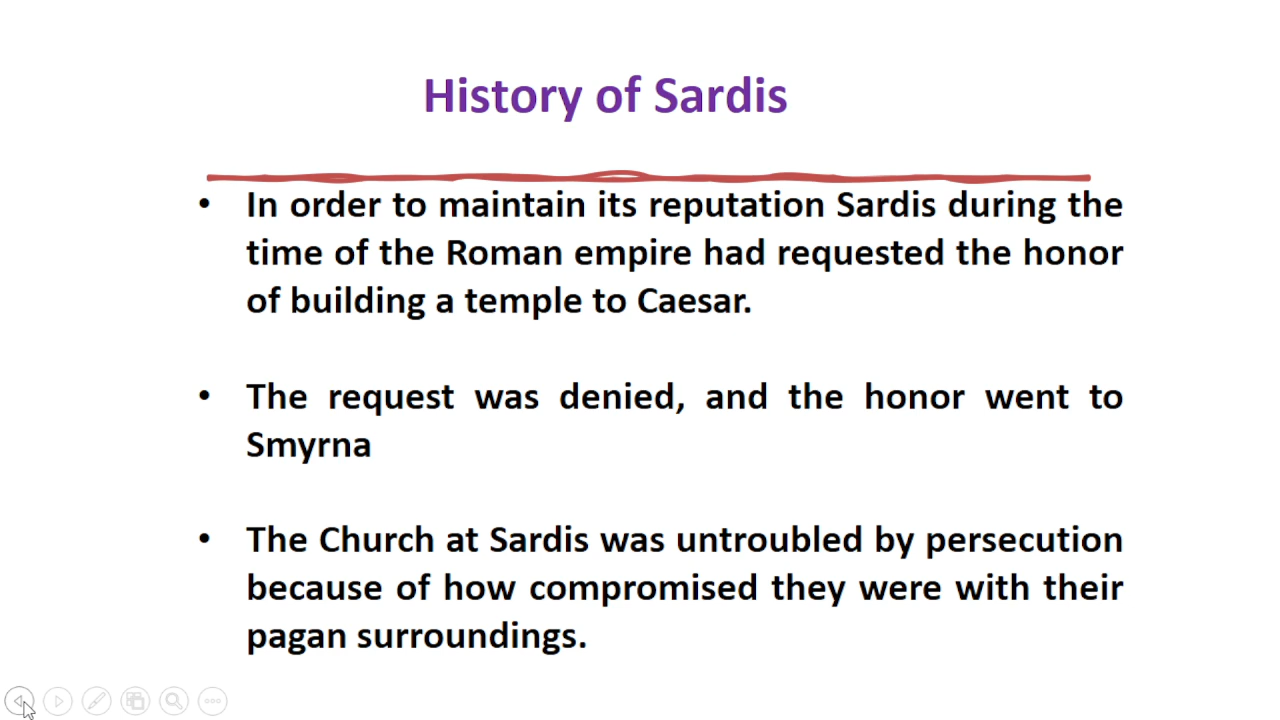 History of Sardis
• In order to maintain its reputation Sardis during the
time of the Roman empire had requested the honor
of building a temple to Caesar.
• The request was denied, and the honor went to
Smyrna
• The Church at Sardis was untroubled by persecution
because of how compromised they were with their
pagan surroundings.